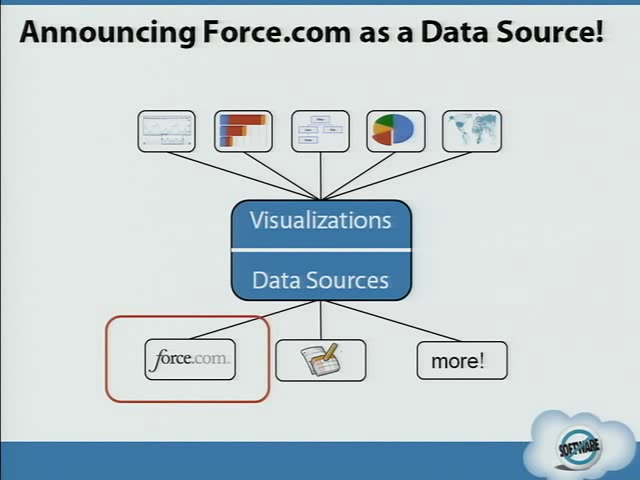 Announcing Force.com as a Data Source!
Visualizations
Data Sources
force.com.
more!
SOFTWARE